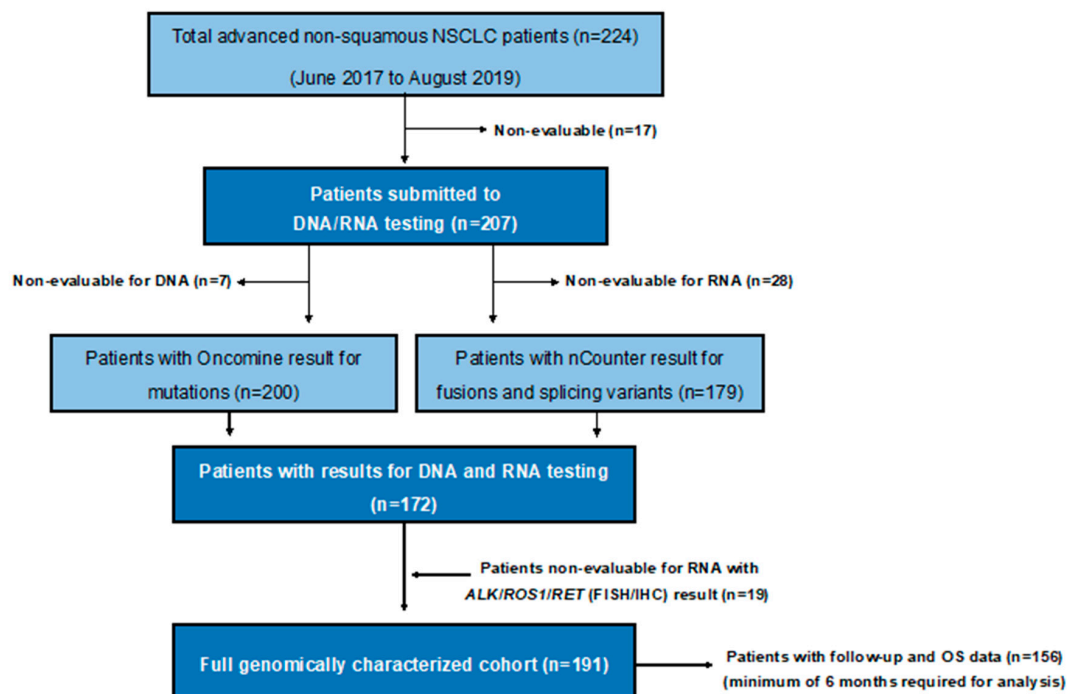 Total advanced non-squamous NSCLC patients (n=224)
(June 2017 to August 2019)
Non-evaluable (n=17)
Patients submitted to
DNA/RNA testing (n=207)
Non-evaluable for DNA (n=7)
Non-evaluable for RNA (n=28)
Patients with Oncomine result for
mutations (n=200)
Patients with nCounter result for
fusions and splicing variants (n=179)
Patients with results for DNA and RNA testing
(n=172)
Patients non-evaluable for RNA with
ALK/ROS1/RET (FISH/IHC) result (n=19)
Full genomically characterized cohort (n=191)
Patients with follow-up and OS data (n=156)
(minimum of 6 months required for analysis)